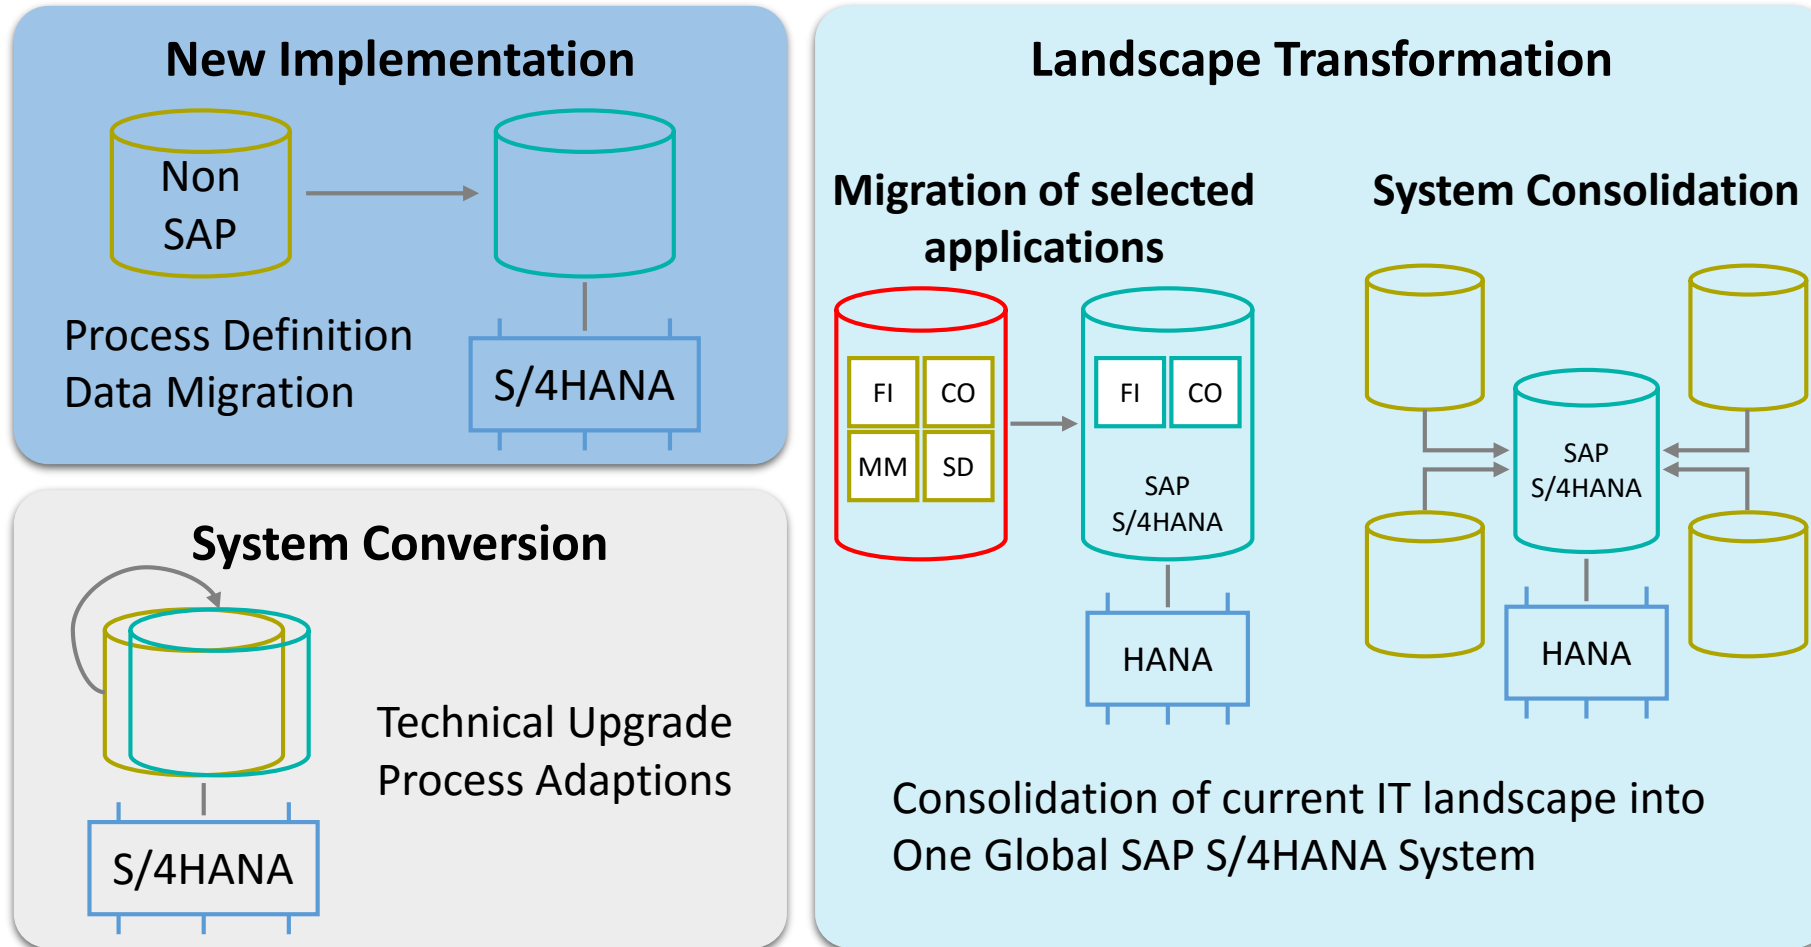 New Implementation
Non
SAP
Process Definition
Data Migration
S/4HANA
System Conversion
Technical Upgrade
Process Adaptions
S/4HANA
Landscape Transformation
Migration of selected
applications
FI CO
MM SD
FI CO
SAP
S/4HANA
HANA
System Consolidation
SAP
S/4HANA
HANA
Consolidation of current IT landscape into
One Global SAP S/4HANA System